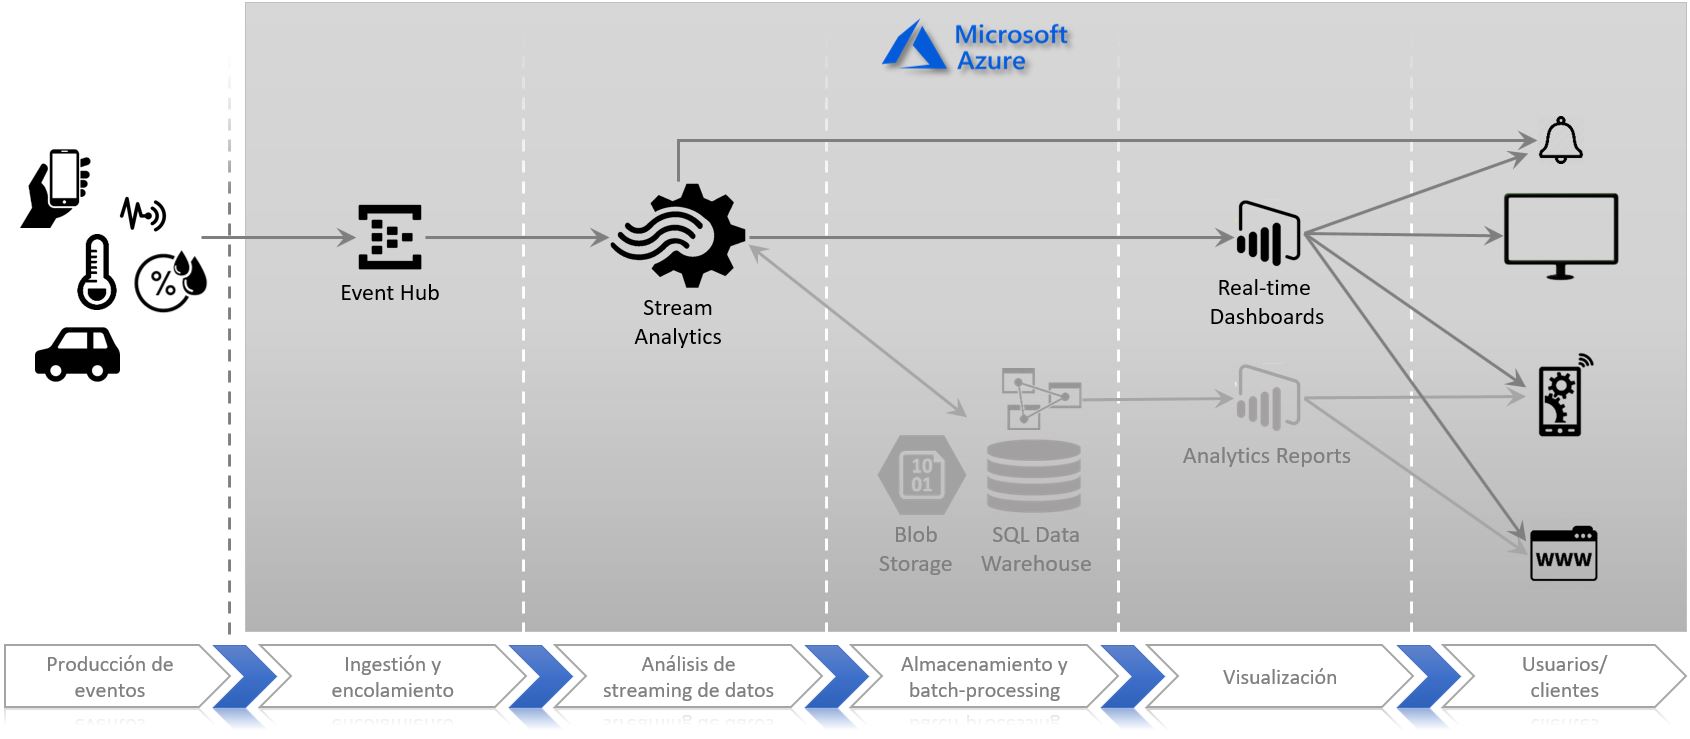 Microsoft
Azure
%
Event Hub
Stream
Analytics
Real-time
Dashboards
10
01
Blob
Storage
SQL Data
Warehouse
Analytics Reports
www
Producción de
eventos
Ingestión y
encolamiento
Análisis de
streaming de datos
Almacenamiento y
batch-processing
Visualización
Usuarios/
clientes